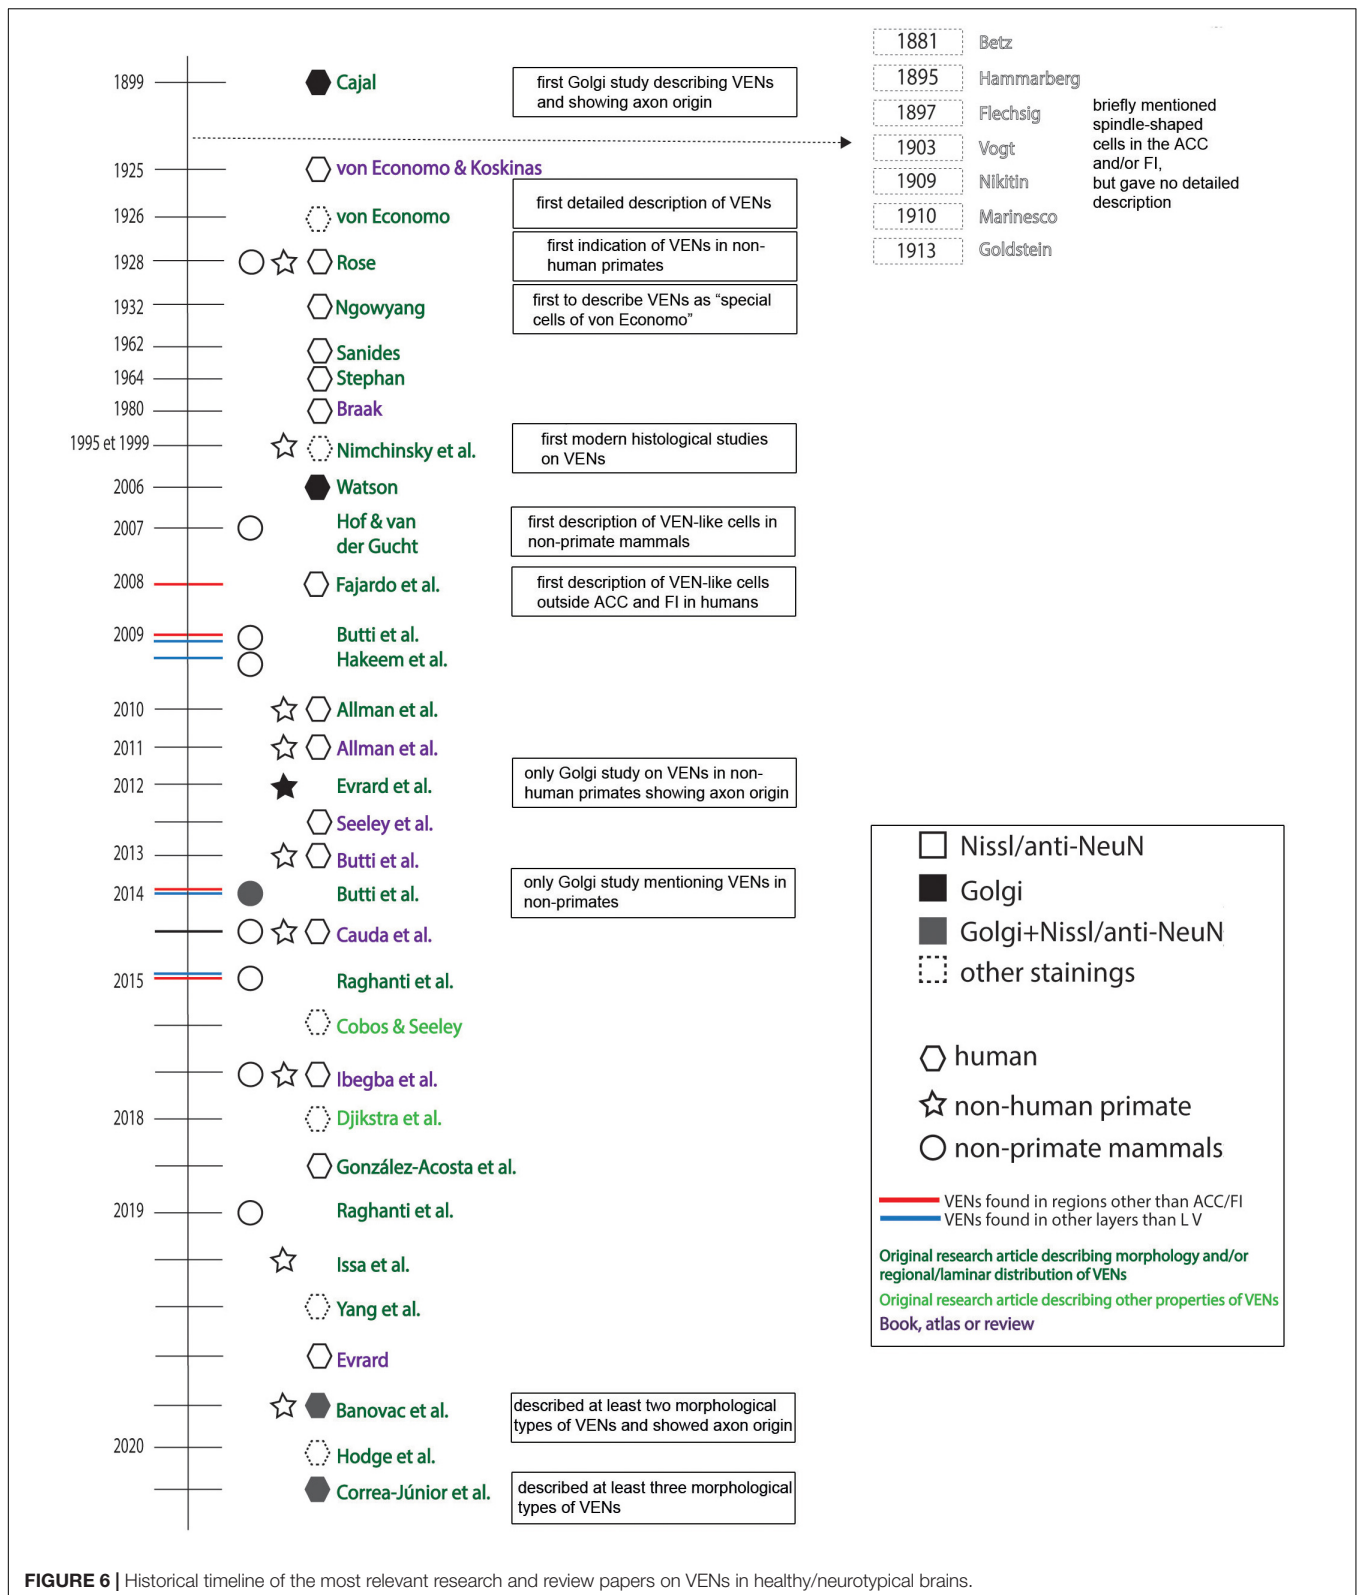 1881 Betz
1895 Hammarberg
1897 Flechsig
1903 Vogt
1909 Nikitin
1910 Marinesco
1913 Goldstein
briefly mentioned
spindle-shaped
cells in the ACC
and/or FI,
but gave no detailed
description
1899 Cajal
first Golgi study describing VENs
and showing axon origin
1925 von Economo & Koskinas
1926 von Economo
first detailed description of VENs
1928 Rose
first indication of VENs in non-
human primates
1932 Ngowyang
first to describe VENs as “special
cells of von Economo”
1962 Sanides
1964 Stephan
1980 Braak
1995 et 1999 Nimchinsky et al.
first modern histological studies
on VENs
2006 Watson
2007 Hof & van
der Gucht
first description of VEN-like cells in
non-primate mammals
2008 Fajardo et al.
first description of VEN-like cells
outside ACC and FI in humans
2009 Butti et al.
Hakeem et al.
2010 Allman et al.
2011 Allman et al.
2012 Evrard et al.
only Golgi study on VENs in non-
human primates showing axon origin
Seeley et al.
2013 Butti et al.
2014 Butti et al.
only Golgi study mentioning VENs in
non-primates
Cauda et al.
2015 Raghanti et al.
Cobos & Seeley
Ibegba et al.
2018 Djikstra et al.
González-Acosta et al.
2019 Raghanti et al.
Issa et al.
Yang et al.
Evrard
Banovac et al.
described at least two morphological
types of VENs and showed axon origin
2020 Hodge et al.
Correa-Júnior et al.
described at least three morphological
types of VENs
Nissl/anti-NeuN
Golgi
Golgi+Nissl/anti-NeuN
other stainings
human
non-human primate
non-primate mammals
VENs found in regions other than ACC/FI
VENs found in other layers than L V
Original research article describing morphology and/or
regional/laminar distribution of VENs
Original research article describing other properties of VENs
Book, atlas or review
FIGURE 6 | Historical timeline of the most relevant research and review papers on VENs in healthy/neurotypical brains.